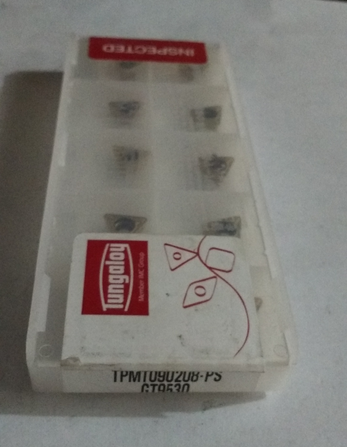 INSPECTED
Tungaloy
Member IMC Group
TPMT090208-PS
GT9530